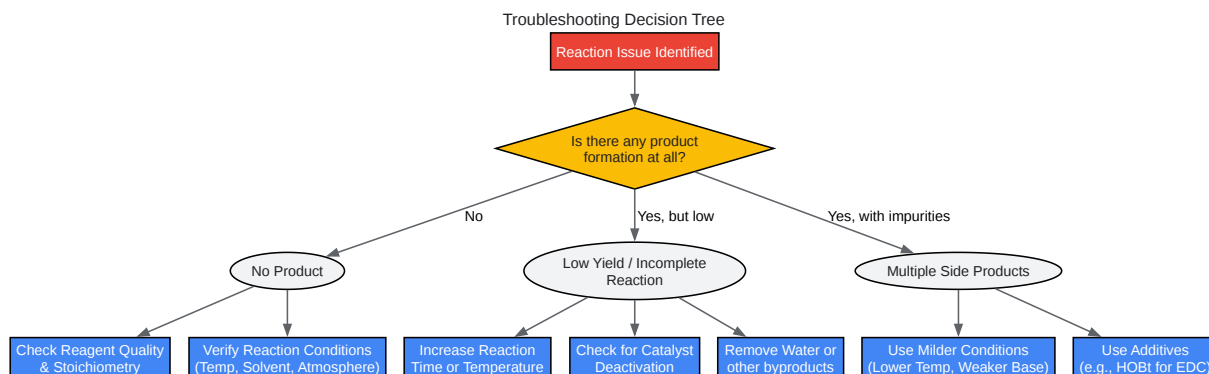 Troubleshooting Decision Tree
Reaction Issue Identified
Is there any product
formation at all?
No
Yes, but low
Yes, with impurities
No Product
Low Yield / Incomplete
Reaction
Multiple Side Products
Check Reagent Quality
& Stoichiometry
Verify Reaction Conditions
(Temp, Solvent, Atmosphere)
Increase Reaction
Time or Temperature
Check for Catalyst
Deactivation
Remove Water or
other byproducts
Use Milder Conditions
(Lower Temp, Weaker Base)
Use Additives
(e.g., HOBt for EDC)